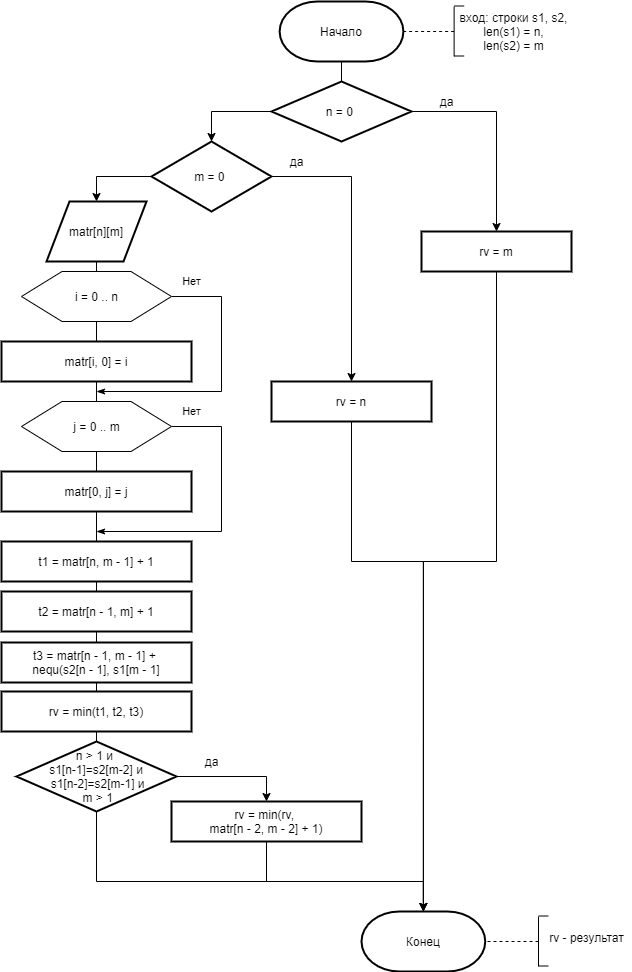 Начало
вход: строки s1, s2,
len(s1) = n,
len(s2) = m
n = 0
да
m = 0
да
matr[n][m]
rv = m
i = 0 .. n
Нет
matr[i, 0] = i
rv = n
j = 0 .. m
Нет
matr[0, j] = j
t1 = matr[n, m - 1] + 1
t2 = matr[n - 1, m] + 1
t3 = matr[n - 1, m - 1] +
nequ(s2[n - 1], s1[m - 1]
rv = min(t1, t2, t3)
n > 1 и
s1[n-1]=s2[m-2] и
s1[n-2]=s2[m-1] и
m > 1
да
rv = min(rv,
matr[n - 2, m - 2] + 1)
Конец
rv - результат